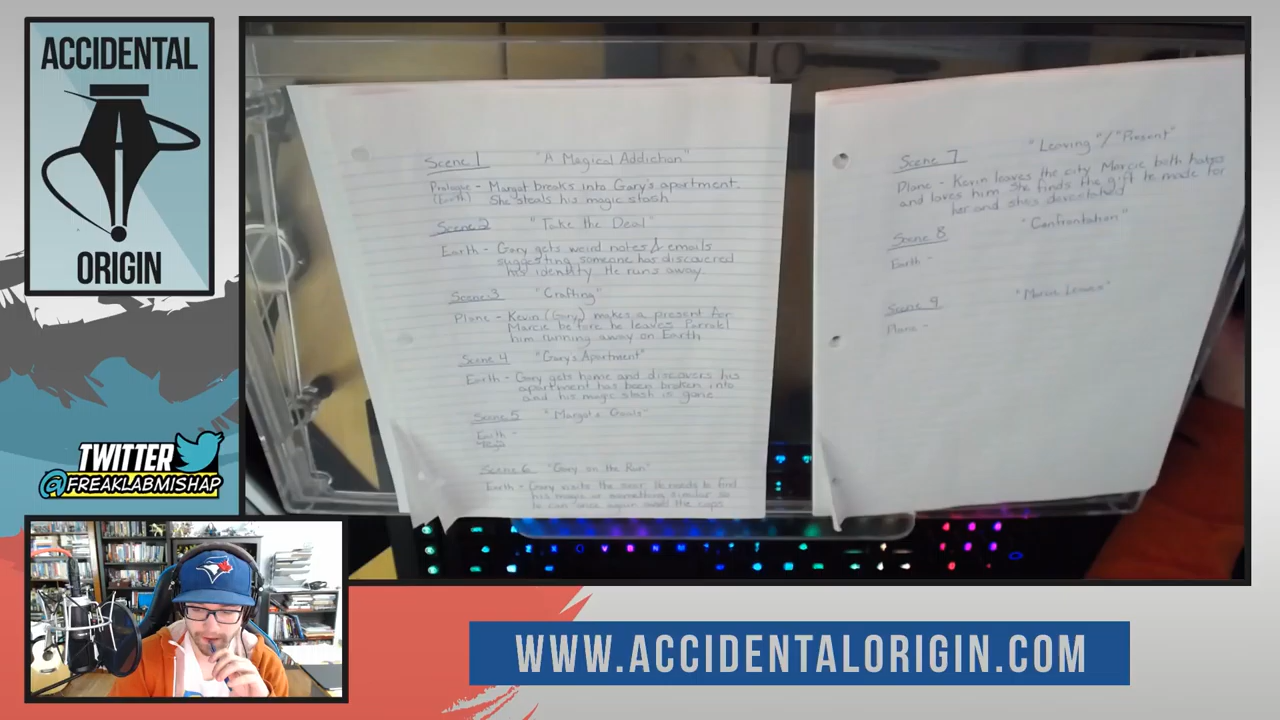 ACCIDENTAL
ORIGIN
TWITTER
@FREAKLABMISHAP
Scene 1 "A Magical Addiction"
Prologue - Margot breaks into Gary's apartment.
(Earth) She steals his magic stash
Scene 2 "Take the Deal"
Earth - Gary gets weird notes & emails
suggesting someone has discovered
his identity. He runs away.
Scene 3 "Crafting"
Plane - Kevin (Gary) makes a present for
Marcie before he leaves. Parralel
him running away on Earth
Scene 4 "Gary's Apartment"
Earth - Gary gets home and discovers his
apartment has been broken into
and his magic stash is gone
Scene 5 "Margot's Goals"
Earth -
Scene 6 "Gary on the Run"
Earth - Gary visits the He needs to find
his magic or something similar so
he can once again avoid the cops
Scene 7 "Leaving"/"Present"
Plane - Kevin leaves the city. Marcie both hates
and loves him. She finds the gift he made for
her and she's devastated
Scene 8 "Confrontation"
Earth -
Scene 9 "Marcie Leaves"
Plane -
WWW.ACCIDENTALORIGIN.COM